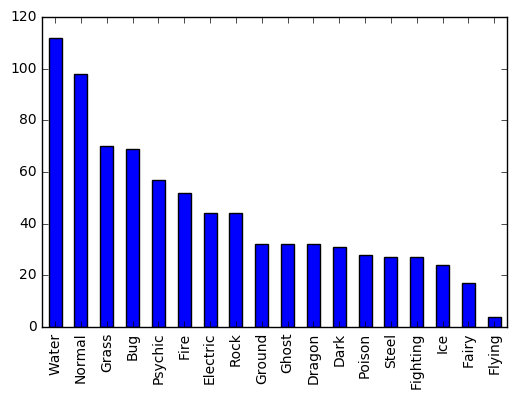 120
100
80
60
40
20
0
Water
Normal
Grass
Bug
Psychic
Fire
Electric
Rock
Ground
Ghost
Dragon
Dark
Poison
Steel
Fighting
Ice
Fairy
Flying